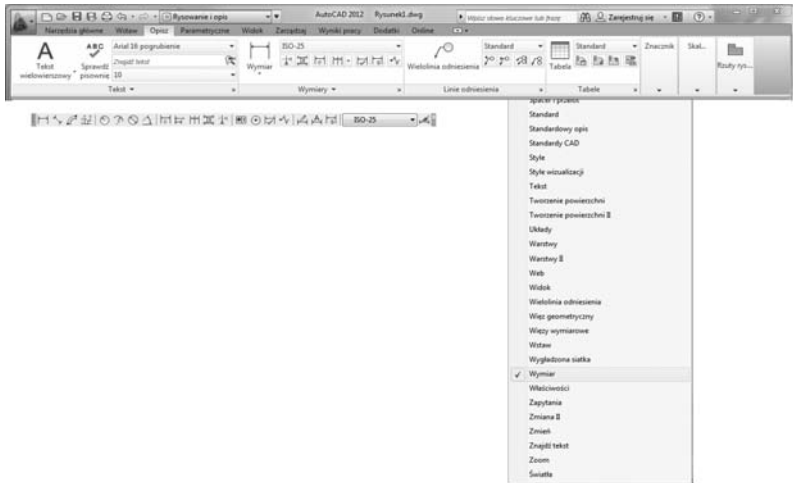 Rysowanie i opis AutoCAD 2012 Rysunek1.dwg Wpisz słowo kluczowe lub frazę Zarejestruj się
Narzędzia główne Wstaw Opisz Parametryczne Widok Zarządzaj Wyniki pracy Dodatki Online
Arial 16 pogrubienie ISO-25 Standard Standard Znacznik Skal...
A ABC Znajdź tekst
Tekst wielowierszowy Sprawdź pisownię 10 Wymiar Wielolinia odniesienia Tabela Rzuty rys...
Tekst Wymiary Linie odniesienia Tabele
ISO-25
Standard
Standardowy opis
Standardy CAD
Style
Style wizualizacji
Tekst
Tworzenie powierzchni
Tworzenie powierzchni II
Układy
Warstwy
Warstwy II
Web
Widok
Wielolinia odniesienia
Więz geometryczny
Więzy wymiarowe
Wstaw
Wygładzona siatka
✓ Wymiar
Właściwości
Zapytania
Zmiana II
Zmień
Znajdź tekst
Zoom
Światła